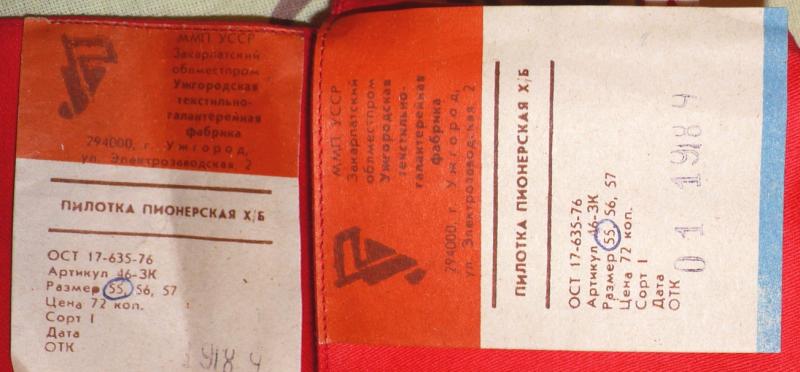 ММП УССР
Закарпатский
облместпром
Ужгородская
текстильно-
галантерейная
фабрика
294000, г. Ужгород,
ул. Электрозаводская 2
ПИЛОТКА ПИОНЕРСКАЯ Х/Б
ОСТ 17-635-76
Артикул 46-3К
Размер 55, 56, 57
Цена 72 коп.
Сорт I
Дата
ОТК
1984
ММП УССР
Закарпатский
облместпром
Ужгородская
текстильно-
галантерейная
фабрика
294000, г. Ужгород,
ул. Электрозаводская 2
ПИЛОТКА ПИОНЕРСКАЯ Х/Б
ОСТ 17-635-76
Артикул 46-3К
Размер 55, 56, 57
Цена 72 коп.
Сорт I
Дата
ОТК
01 1984